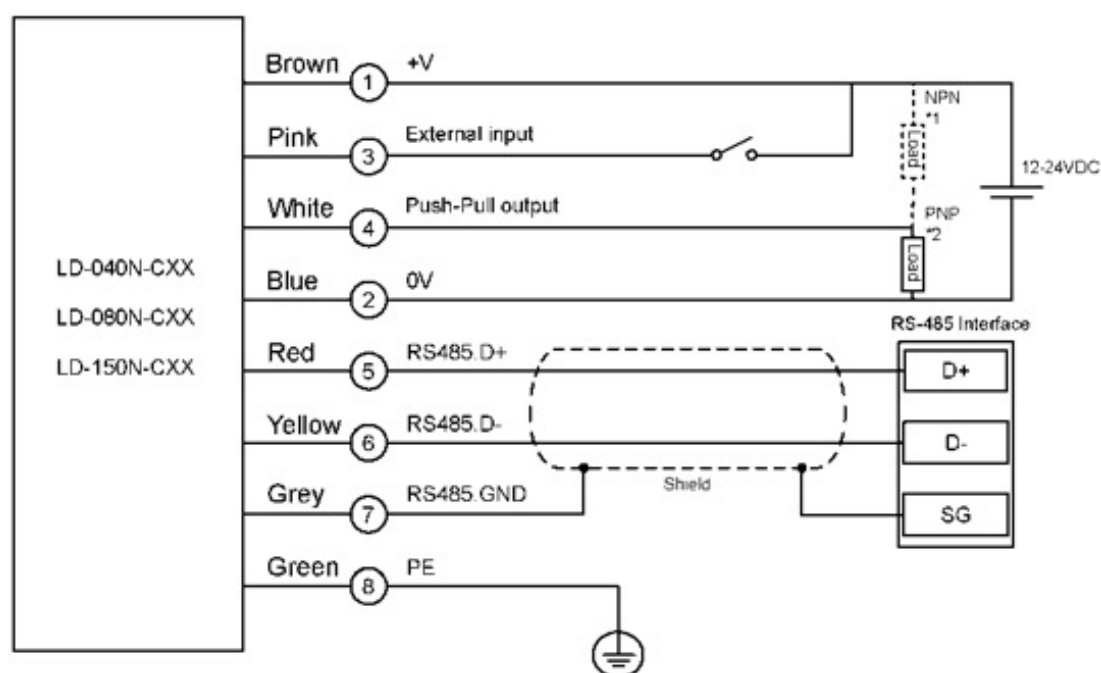 Brown 1 +V
NPN
*1
Load
Pink 3 External input
12-24VDC
White 4 Push-Pull output
PNP
*2
Load
LD-040N-CXX
LD-080N-CXX
LD-150N-CXX
Blue 2 0V
RS-485 Interface
Red 5 RS485.D+
D+
Yellow 6 RS485.D-
D-
Shield
Grey 7 RS485.GND
SG
Green 8 PE